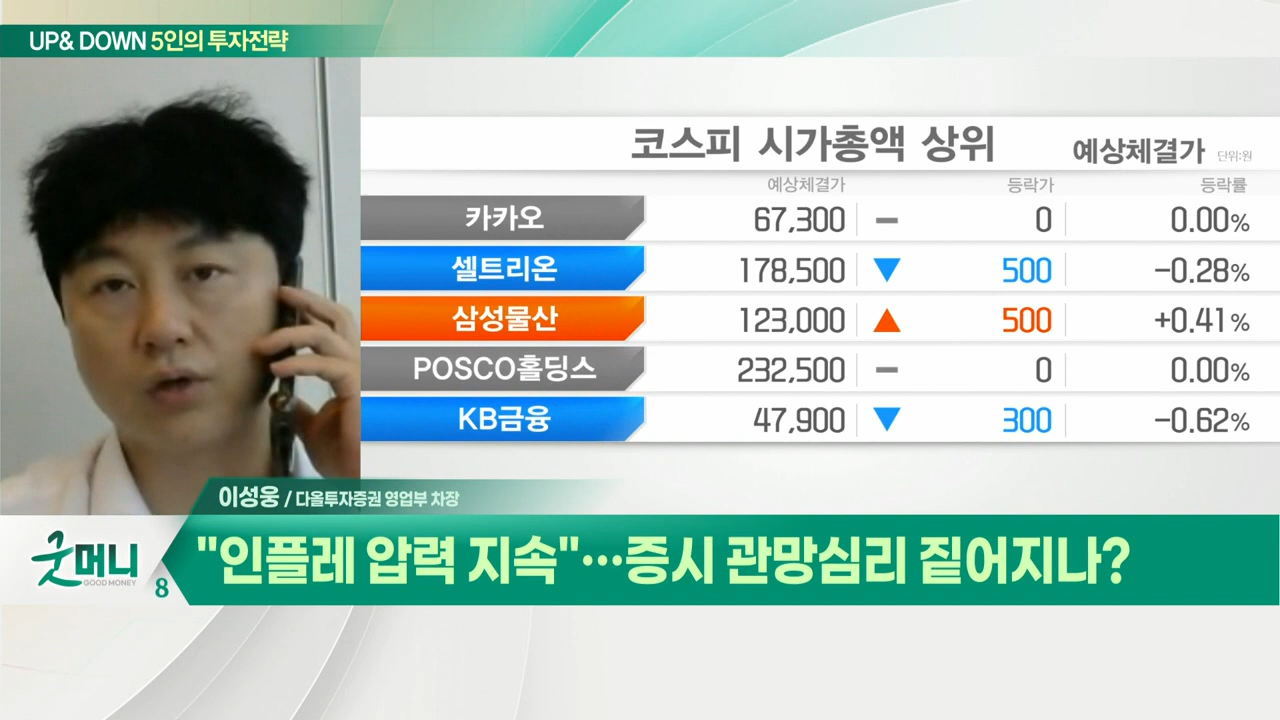 UP& DOWN 5인의 투자전략
코스피 시가총액 상위 예상체결가 단위:원
예상체결가 등락가 등락률
카카오 67,300 0 0.00%
셀트리온 178,500 ▼ 500 -0.28%
삼성물산 123,000 ▲ 500 +0.41%
POSCO홀딩스 232,500 0 0.00%
KB금융 47,900 ▼ 300 -0.62%
이성웅 / 다올투자증권 영업부 차장
"인플레 압력 지속"…증시 관망심리 짙어지나?
굿머니
GOOD MONEY
8